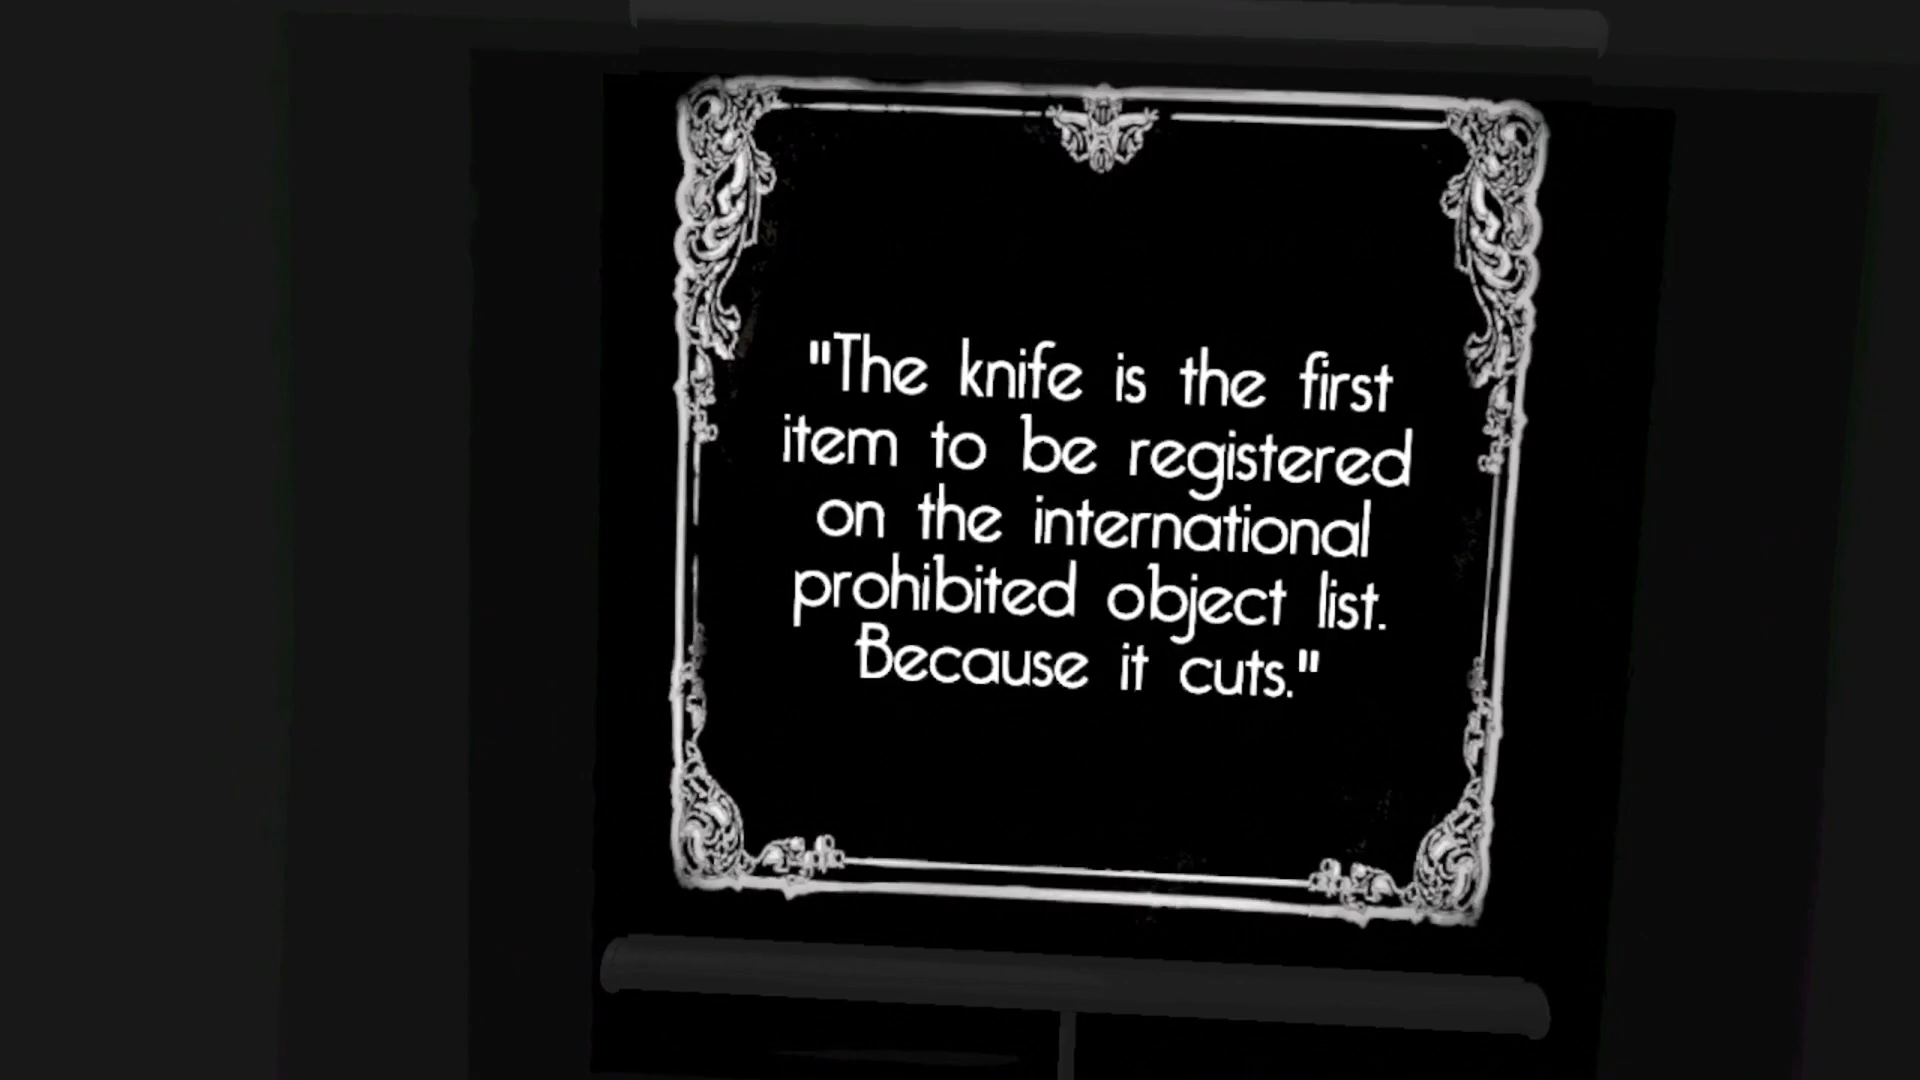 "The knife is the first
item to be registered
on the international
prohibited object list.
Because it cuts."